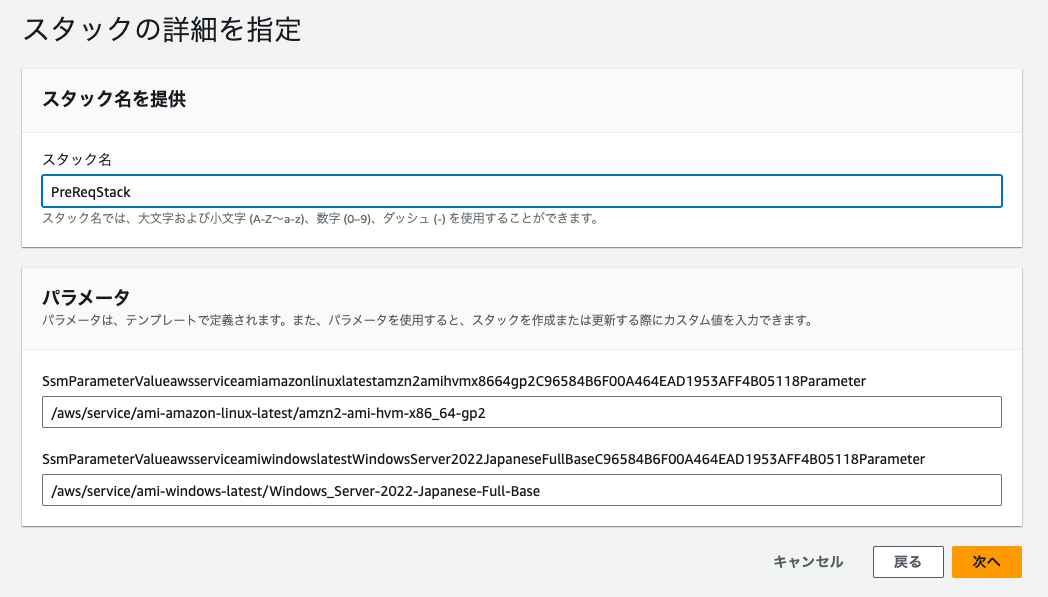 スタックの詳細を指定
スタック名を提供
スタック名
PreReqStack
スタック名では、大文字および小文字 (A-Z～a-z)、数字 (0–9)、ダッシュ (-) を使用することができます。
パラメータ
パラメータは、テンプレートで定義されます。また、パラメータを使用すると、スタックを作成または更新する際にカスタム値を入力できます。
SsmParameterValueawsserviceamiamazonlinuxlatestamzn2amihvmx8664gp2C96584B6F00A464EAD1953AFF4B05118Parameter
/aws/service/ami-amazon-linux-latest/amzn2-ami-hvm-x86_64-gp2
SsmParameterValueawsserviceamiwindowslatestWindowsServer2022JapaneseFullBaseC96584B6F00A464EAD1953AFF4B05118Parameter
/aws/service/ami-windows-latest/Windows_Server-2022-Japanese-Full-Base
キャンセル
戻る
次へ